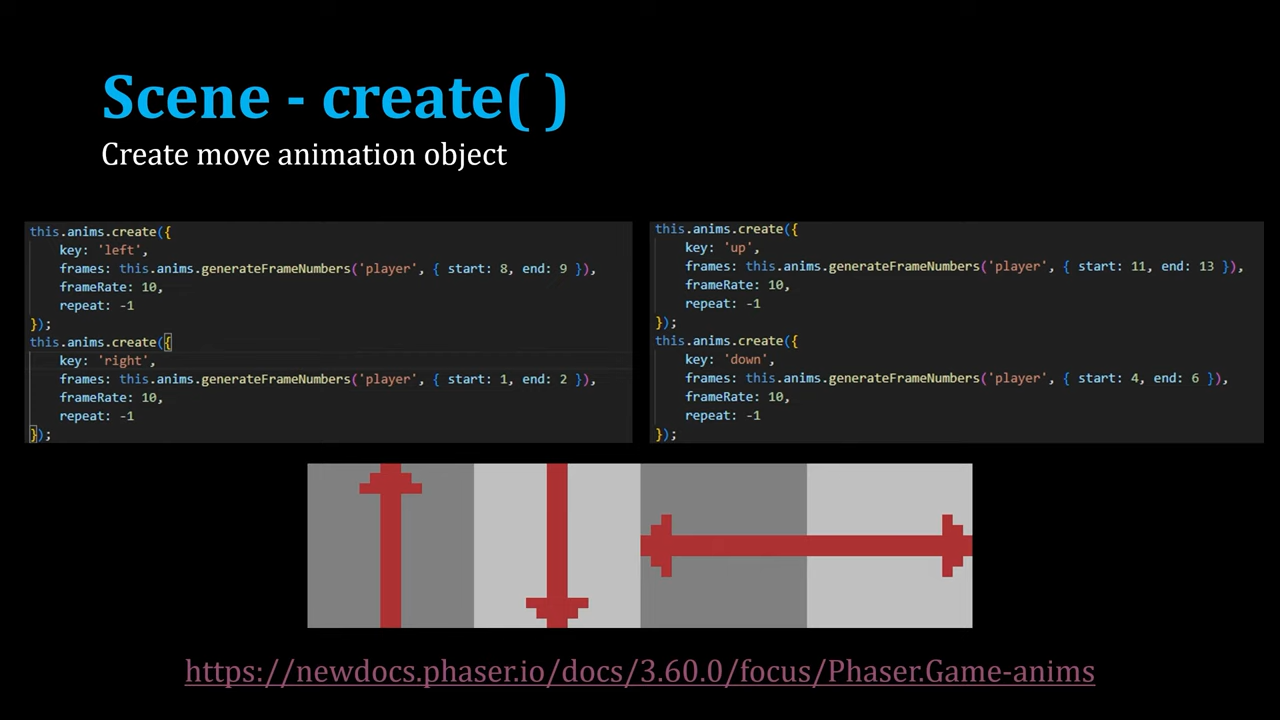 Scene - create( )
Create move animation object
this.anims.create({
key: 'left',
frames: this.anims.generateFrameNumbers('player', { start: 8, end: 9 }),
frameRate: 10,
repeat: -1
});
this.anims.create({
key: 'right',
frames: this.anims.generateFrameNumbers('player', { start: 1, end: 2 }),
frameRate: 10,
repeat: -1
});
this.anims.create({
key: 'up',
frames: this.anims.generateFrameNumbers('player', { start: 11, end: 13 }),
frameRate: 10,
repeat: -1
});
this.anims.create({
key: 'down',
frames: this.anims.generateFrameNumbers('player', { start: 4, end: 6 }),
frameRate: 10,
repeat: -1
});
https://newdocs.phaser.io/docs/3.60.0/focus/Phaser.Game-anims